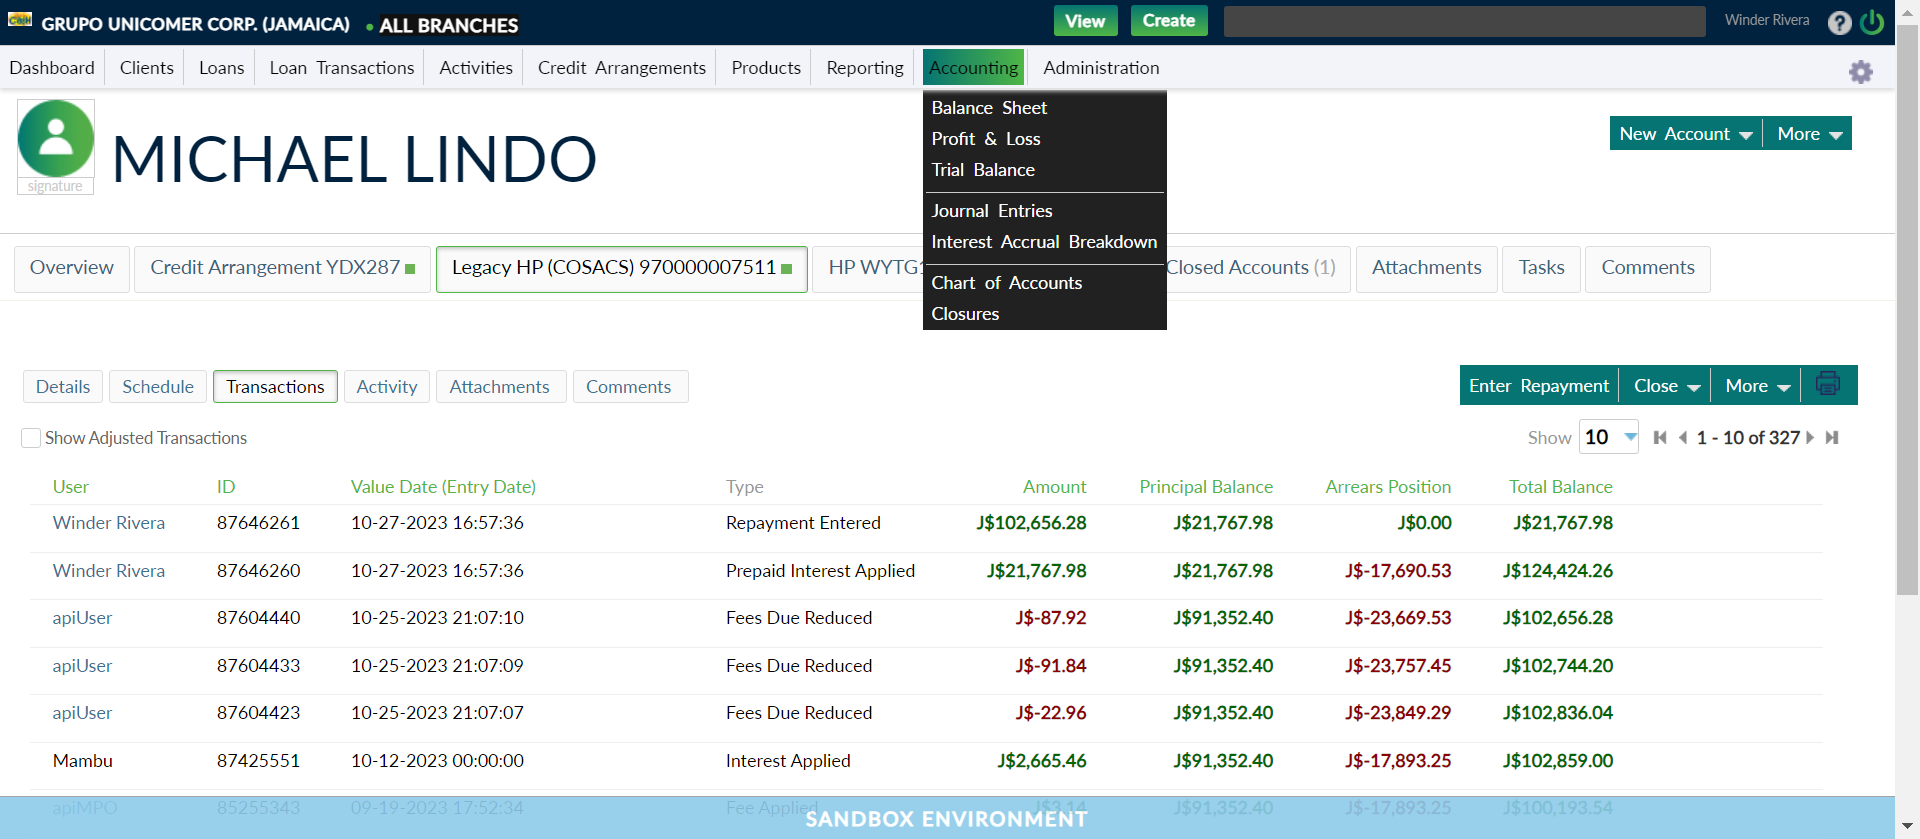 GRUPO UNICOMER CORP. (JAMAICA) • ALL BRANCHES View Create Winder Rivera ?
Dashboard Clients Loans Loan Transactions Activities Credit Arrangements Products Reporting Accounting Administration
Balance Sheet
Profit & Loss
Trial Balance
Journal Entries
Interest Accrual Breakdown
Chart of Accounts
Closures
signature
MICHAEL LINDO
New Account More
Overview Credit Arrangement YDX287 Legacy HP (COSACS) 970000007511 HP WYTG1 Closed Accounts (1) Attachments Tasks Comments
Details Schedule Transactions Activity Attachments Comments
Enter Repayment Close More
Show Adjusted Transactions
Show 10 1 - 10 of 327
User ID Value Date (Entry Date) Type Amount Principal Balance Arrears Position Total Balance
Winder Rivera 87646261 10-27-2023 16:57:36 Repayment Entered J$102,656.28 J$21,767.98 J$0.00 J$21,767.98
Winder Rivera 87646260 10-27-2023 16:57:36 Prepaid Interest Applied J$21,767.98 J$21,767.98 J$-17,690.53 J$124,424.26
apiUser 87604440 10-25-2023 21:07:10 Fees Due Reduced J$-87.92 J$91,352.40 J$-23,669.53 J$102,656.28
apiUser 87604433 10-25-2023 21:07:09 Fees Due Reduced J$-91.84 J$91,352.40 J$-23,757.45 J$102,744.20
apiUser 87604423 10-25-2023 21:07:07 Fees Due Reduced J$-22.96 J$91,352.40 J$-23,849.29 J$102,836.04
Mambu 87425551 10-12-2023 00:00:00 Interest Applied J$2,665.46 J$91,352.40 J$-17,893.25 J$102,859.00
apiMPO 85255343 09-19-2023 17:52:34 Fee Applied J$3.14 J$91,352.40 J$-17,893.25 J$100,193.54
SANDBOX ENVIRONMENT